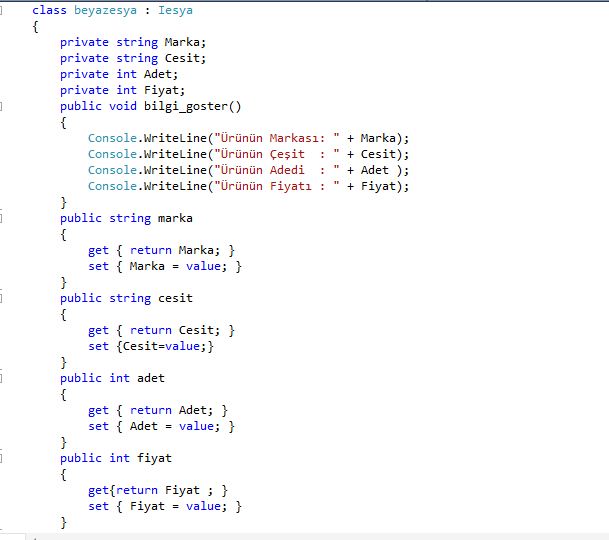 class beyazesya : Iesya
{
private string Marka;
private string Cesit;
private int Adet;
private int Fiyat;
public void bilgi_goster()
{
Console.WriteLine("Ürünün Markası: " + Marka);
Console.WriteLine("Ürünün Çeşit  : " + Cesit);
Console.WriteLine("Ürünün Adedi  : " + Adet );
Console.WriteLine("Ürünün Fiyatı : " + Fiyat);
}
public string marka
{
get { return Marka; }
set { Marka = value; }
}
public string cesit
{
get { return Cesit; }
set {Cesit=value;}
}
public int adet
{
get { return Adet; }
set { Adet = value; }
}
public int fiyat
{
get{return Fiyat ; }
set { Fiyat = value; }
}